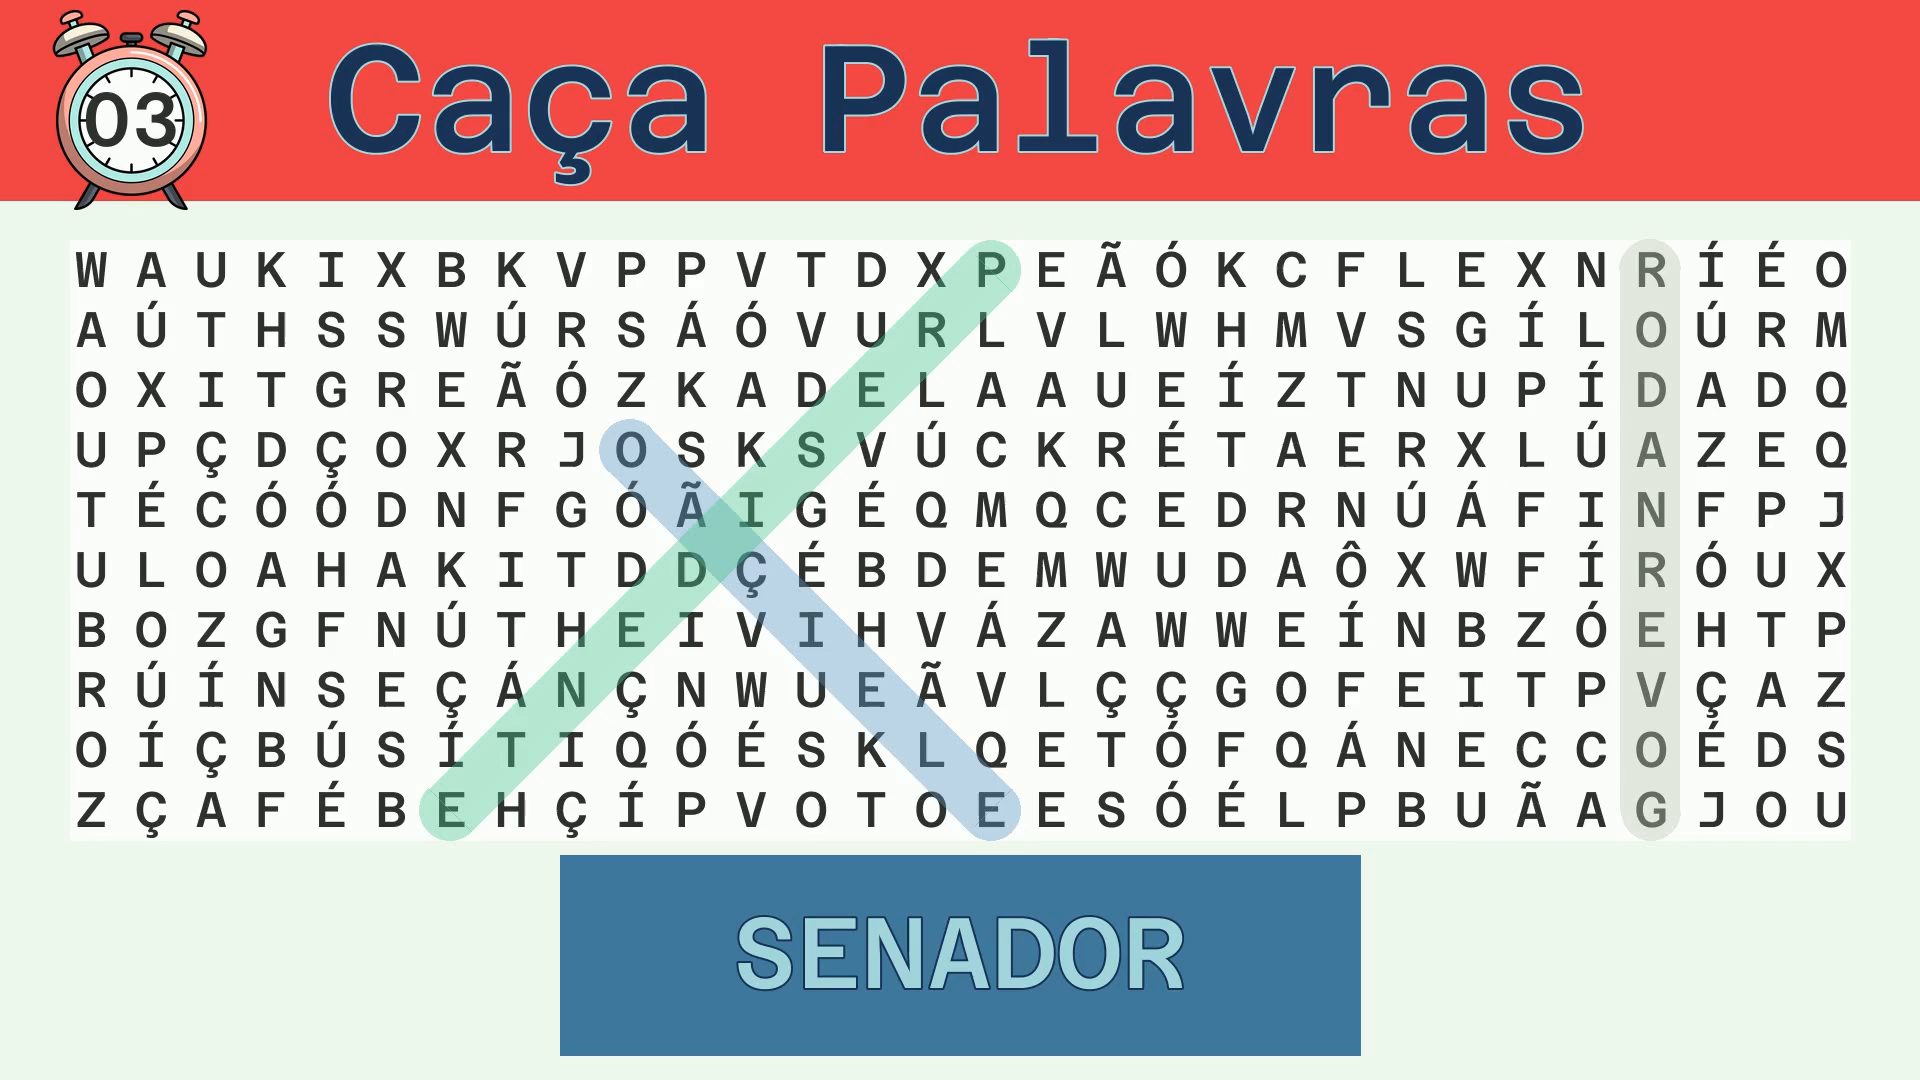 03
Caça Palavras
W A U K I X B K V P P V T D X P E Ã Ó K C F L E X N R Í É O
A Ú T H S S W Ú R S Á Ó V U R L V L W H M V S G Í L O Ú R M
O X I T G R E Ã Ó Z K A D E L A A U E Í Z T N U P Í D A D Q
U P Ç D Ç O X R J O S K S V Ú C K R É T A E R X L Ú A Z E Q
T É C Ó Ó D N F G Ó Ã I G É Q M Q C E D R N Ú Á F I N F P J
U L O A H A K I T D D Ç É B D E M W U D A Ô X W F Í R Ó U X
B O Z G F N Ú T H E I V I H V Á Z A W W E Í N B Z Ó E H T P
R Ú Í N S E Ç Á N Ç N W U E Ã V L Ç Ç G O F E I T P V Ç A Z
O Í Ç B Ú S Í T I Q Ó É S K L Q E T Ó F Q Á N E C C O É D S
Z Ç A F É B E H Ç Í P V O T O E E S Ó É L P B U Ã A G J O U
SENADOR